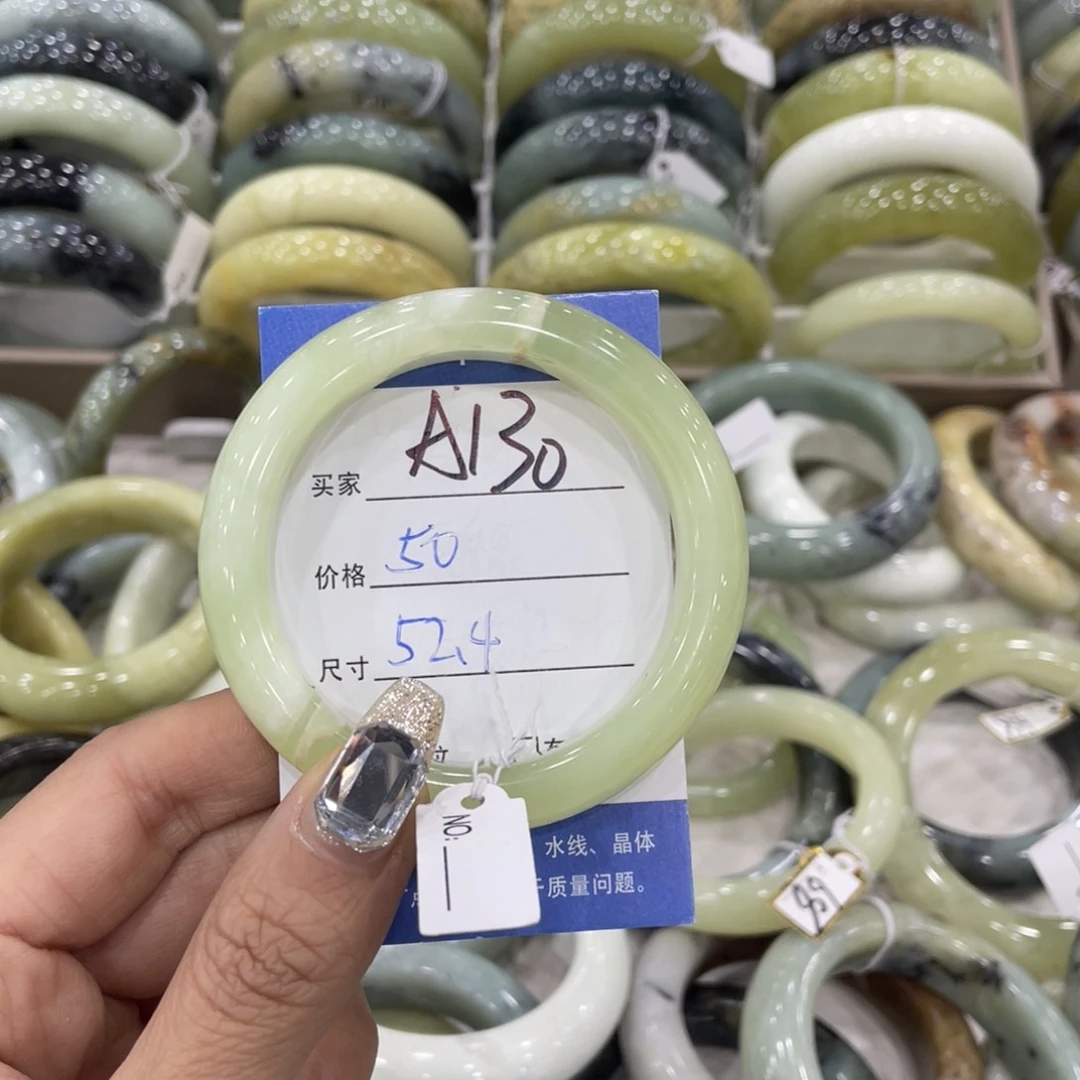 买家 A130
价格 50
尺寸 52.4
寸
水线、晶体
质量问题。
NO: